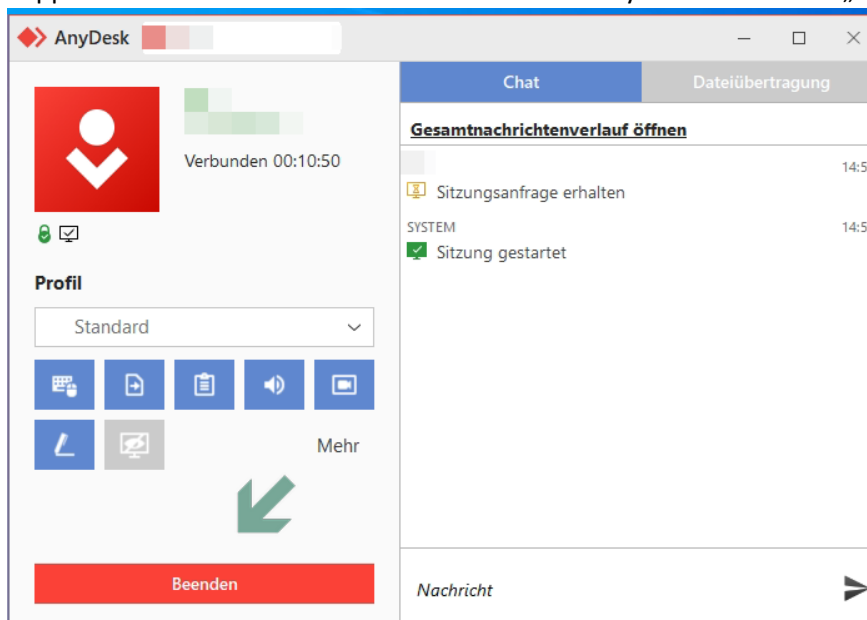 AnyDesk
Verbunden 00:10:50
Profil
Standard
Mehr
Beenden
Chat
Dateiübertragung
Gesamtnachrichtenverlauf öffnen
14:5
Sitzungsanfrage erhalten
SYSTEM
14:5
Sitzung gestartet
Nachricht